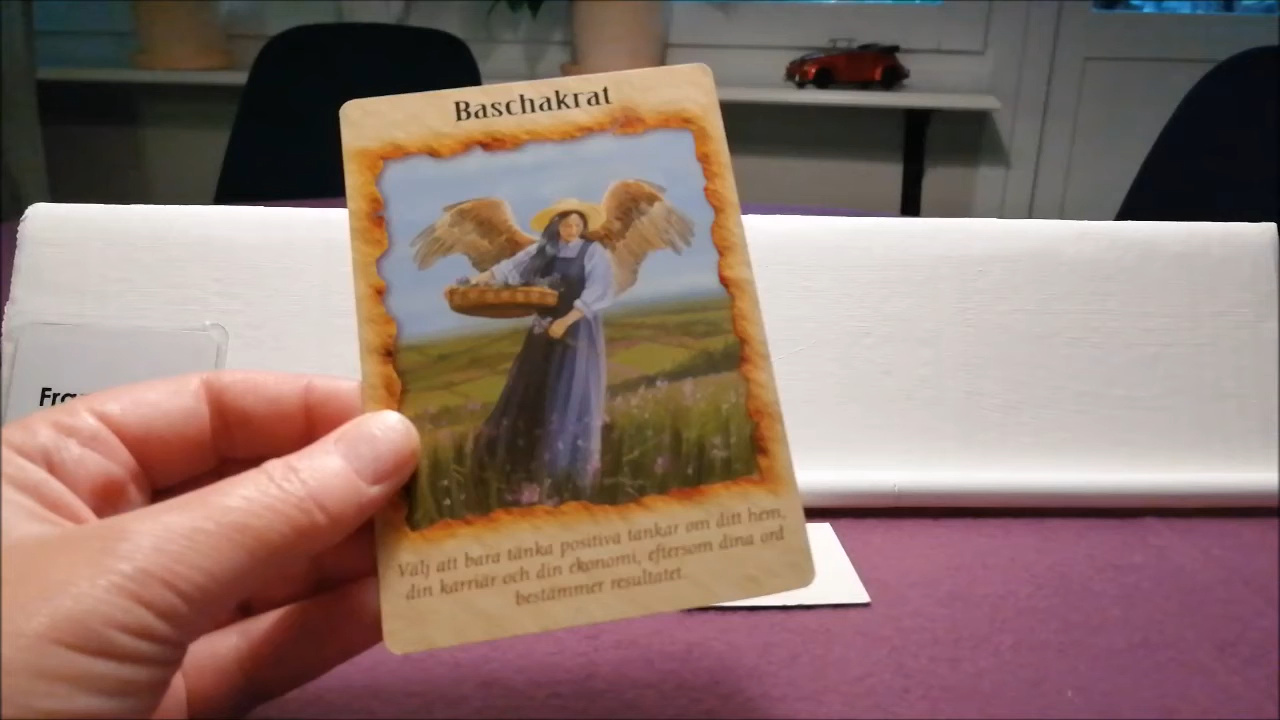 Baschakrat
Välj att bara tänka positiva tankar om ditt hem,
din karriär och din ekonomi, eftersom dina ord
bestämmer resultatet.